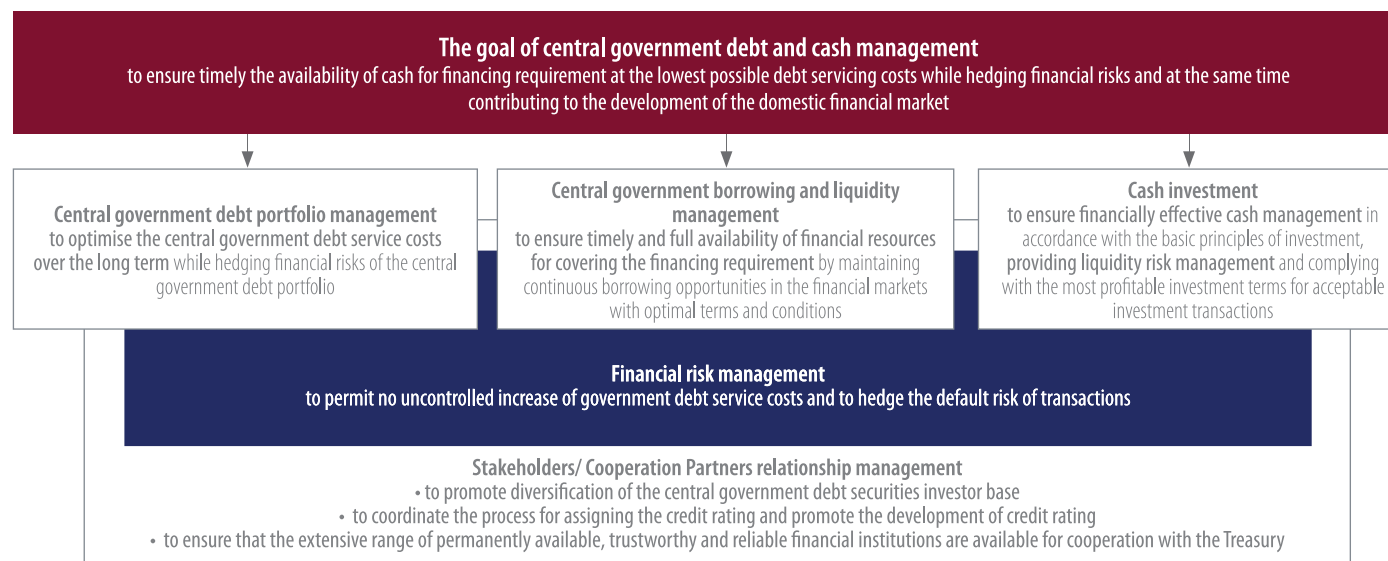 The goal of central government debt and cash management
to ensure timely the availability of cash for financing requirement at the lowest possible debt servicing costs while hedging financial risks and at the same time
contributing to the development of the domestic financial market
Central government debt portfolio management
to optimise the central government debt service costs
over the long term while hedging financial risks of the central
government debt portfolio
Central government borrowing and liquidity
management
to ensure timely and full availability of financial resources
for covering the financing requirement by maintaining
continuous borrowing opportunities in the financial markets
with optimal terms and conditions
Cash investment
to ensure financially effective cash management in
accordance with the basic principles of investment,
providing liquidity risk management and complying
with the most profitable investment terms for acceptable
investment transactions
Financial risk management
to permit no uncontrolled increase of government debt service costs and to hedge the default risk of transactions
Stakeholders/ Cooperation Partners relationship management
• to promote diversification of the central government debt securities investor base
• to coordinate the process for assigning the credit rating and promote the development of credit rating
• to ensure that the extensive range of permanently available, trustworthy and reliable financial institutions are available for cooperation with the Treasury